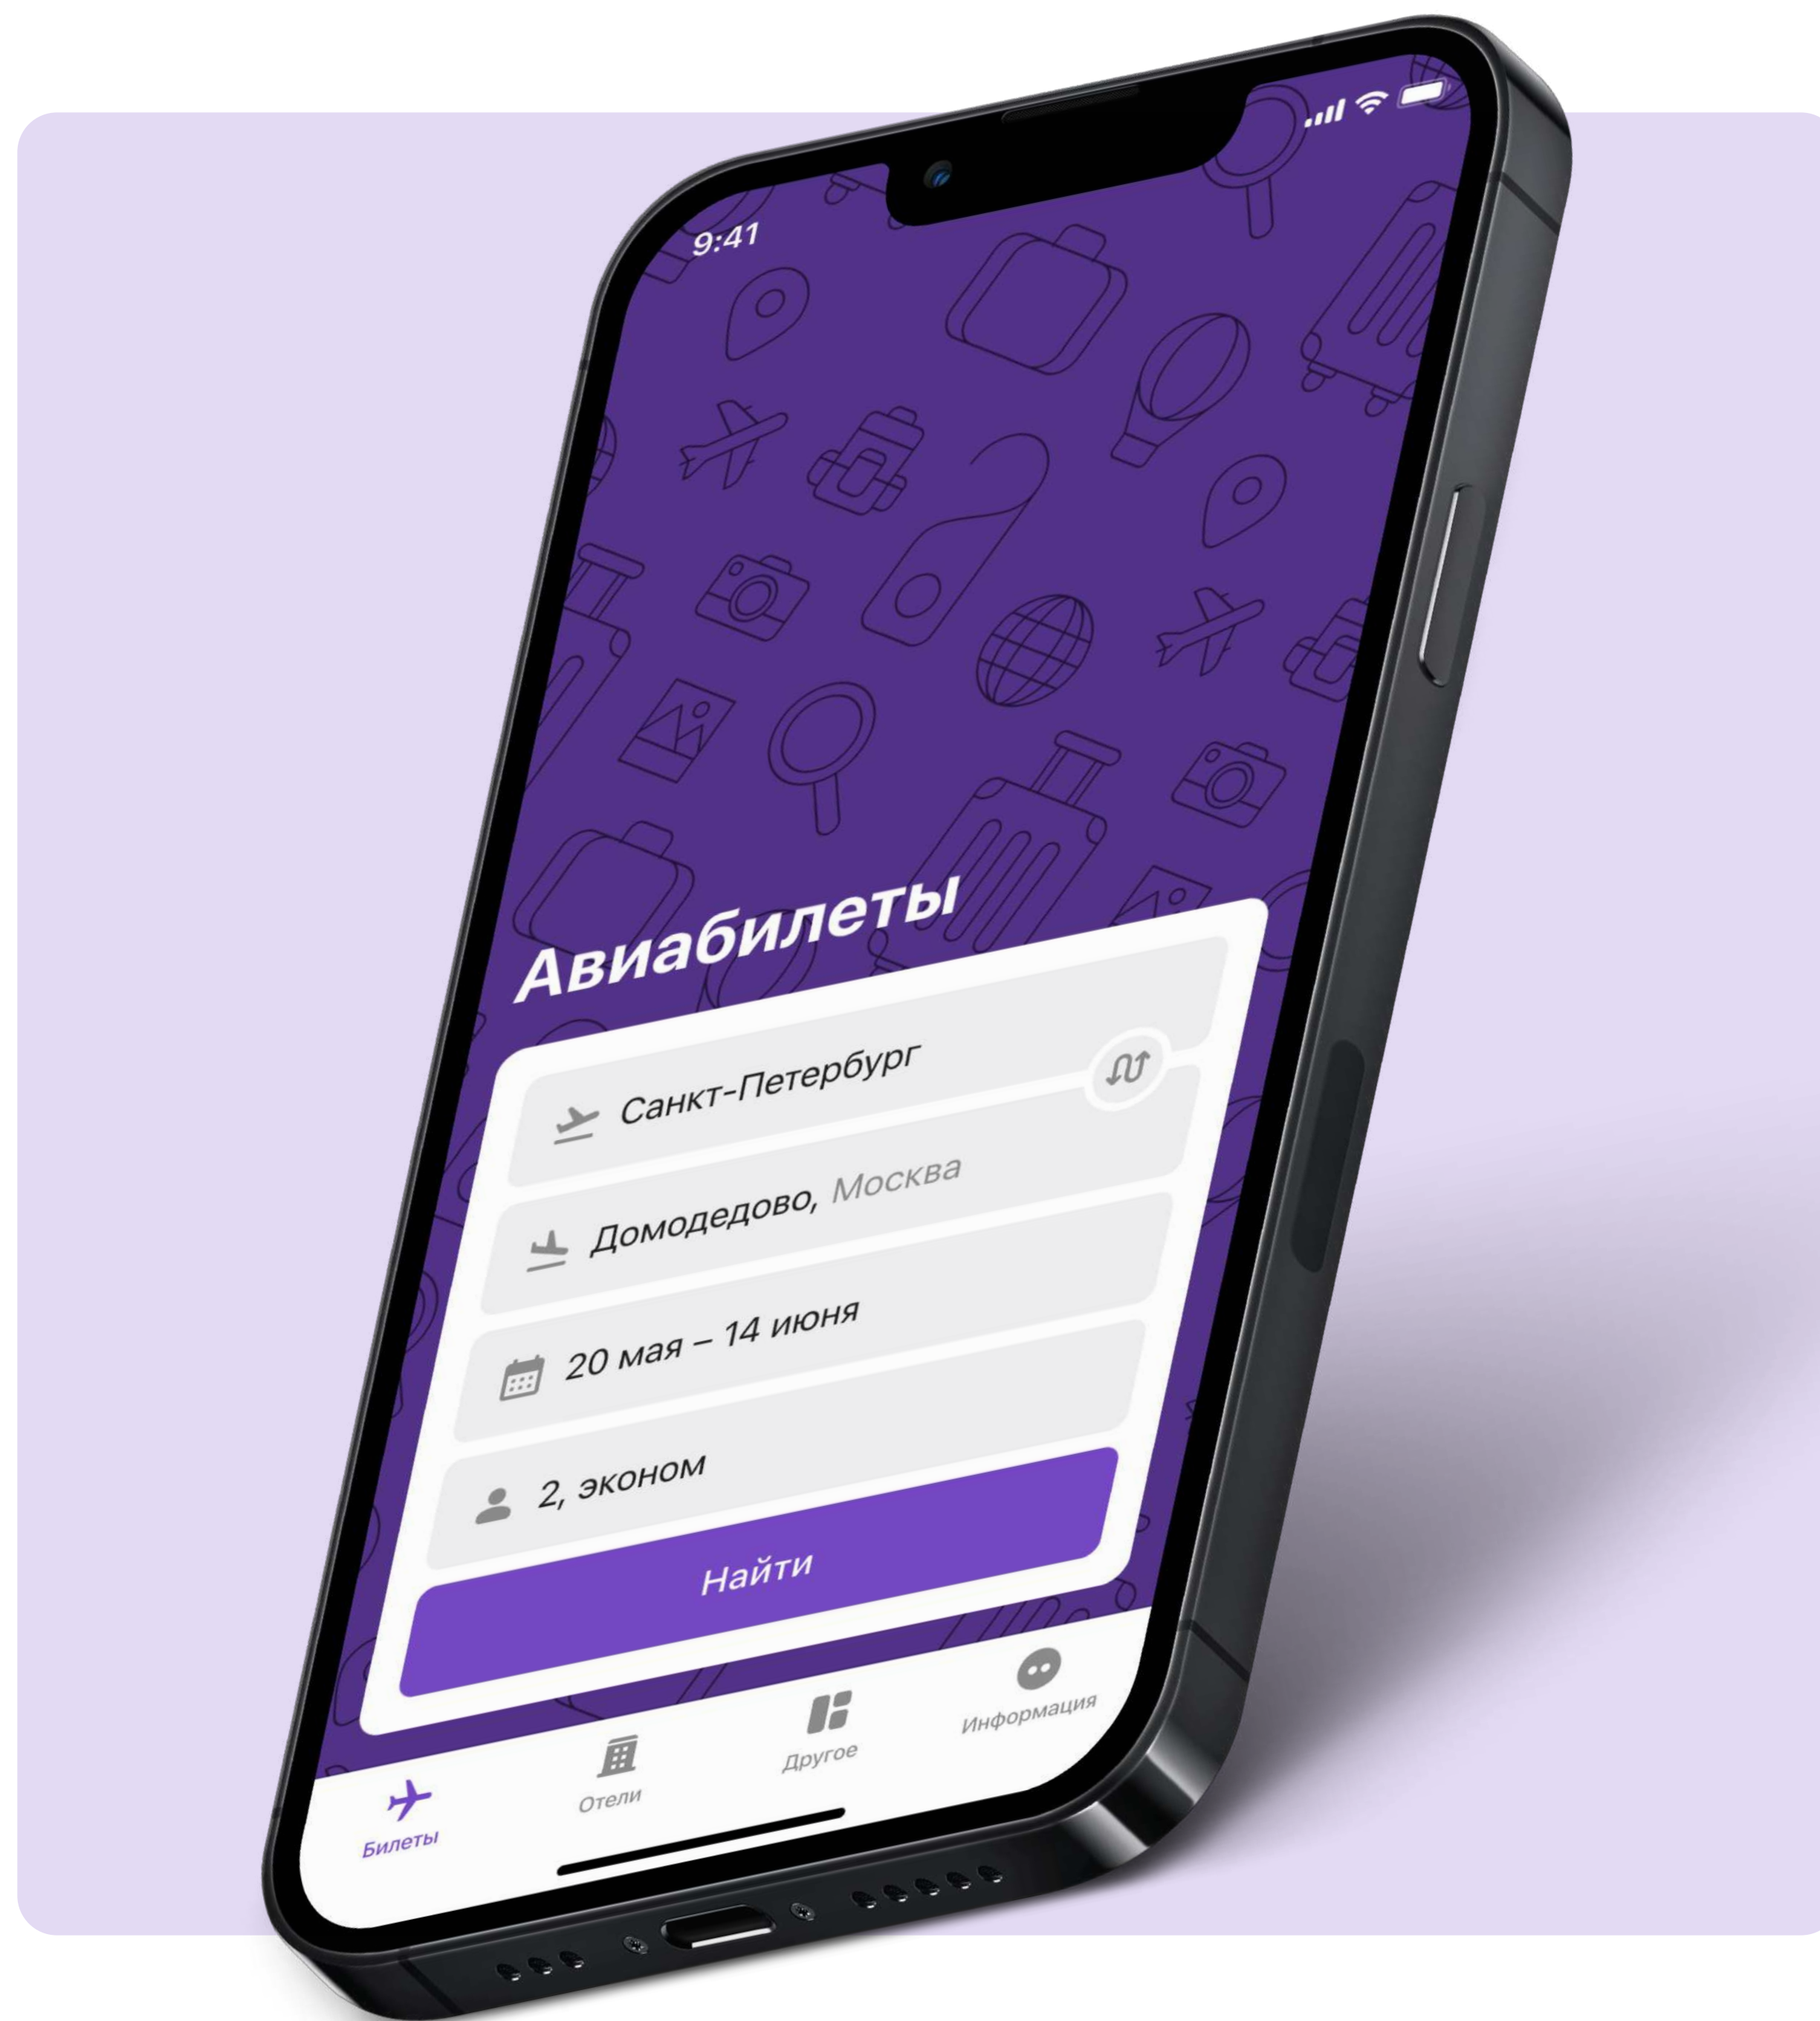 9:41
Авиабилеты
Санкт-Петербург
Домодедово, Москва
20 мая – 14 июня
2, эконом
Найти
Билеты
Отели
Другое
Информация